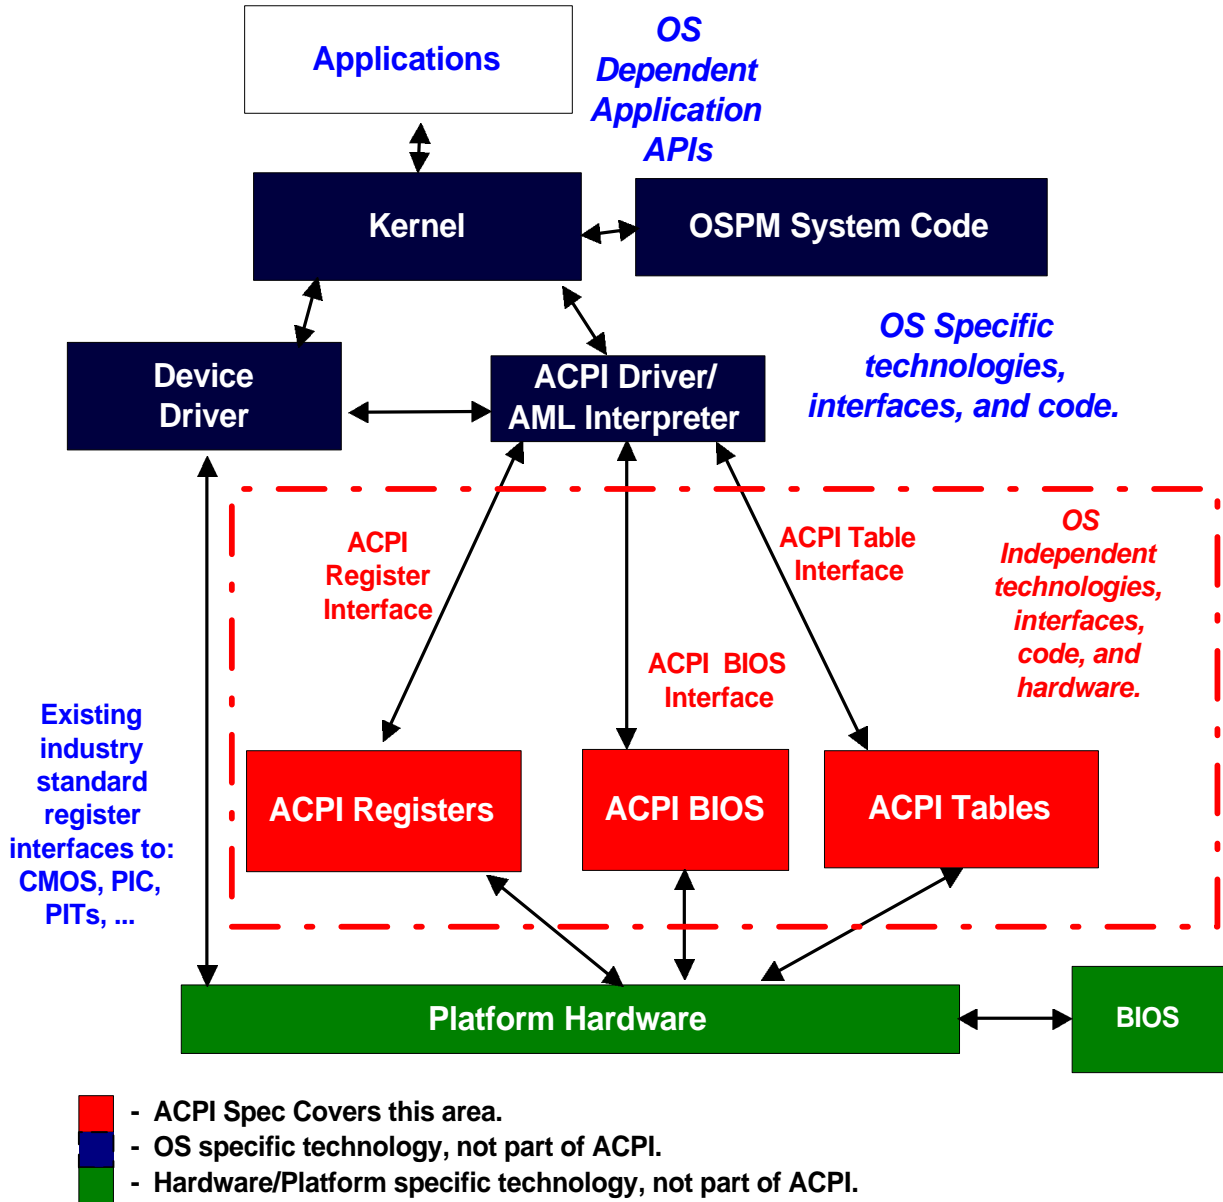 Applications
OS
Dependent
Application
APIs
Kernel
OSPM System Code
OS Specific
technologies,
interfaces, and code.
Device
Driver
ACPI Driver/
AML Interpreter
ACPI
Register
Interface
ACPI Table
Interface
OS
Independent
technologies,
interfaces,
code, and
hardware.
ACPI BIOS
Interface
Existing
industry
standard
register
interfaces to:
CMOS, PIC,
PITs, ...
ACPI Registers
ACPI BIOS
ACPI Tables
Platform Hardware
BIOS
- ACPI Spec Covers this area.
- OS specific technology, not part of ACPI.
- Hardware/Platform specific technology, not part of ACPI.